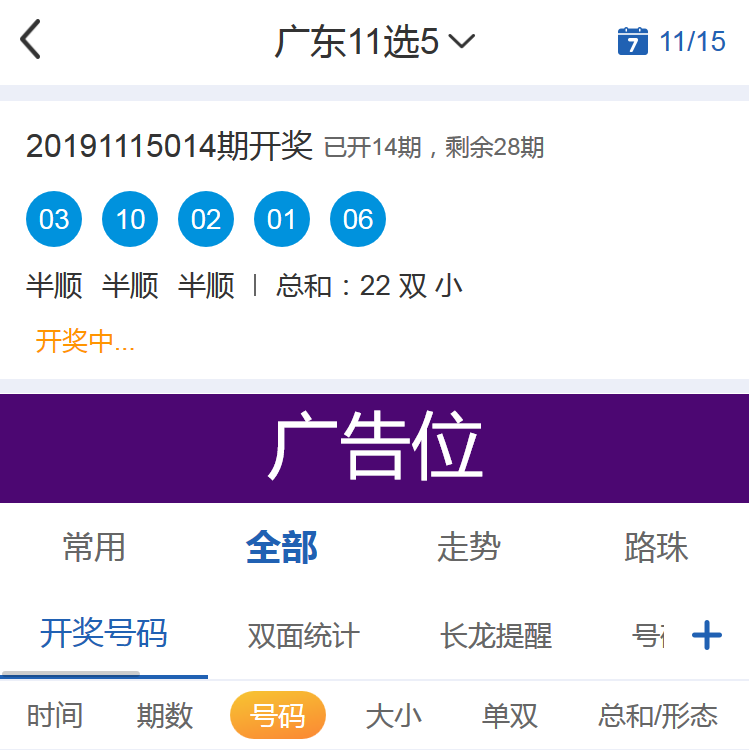 广东11选5 7 11/15
20191115014期开奖 已开14期，剩余28期
03 10 02 01 06
半顺 半顺 半顺 | 总和：22 双 小
开奖中...
广告位
常用 全部 走势 路珠
开奖号码 双面统计 长龙提醒 号
时间 期数 号码 大小 单双 总和/形态